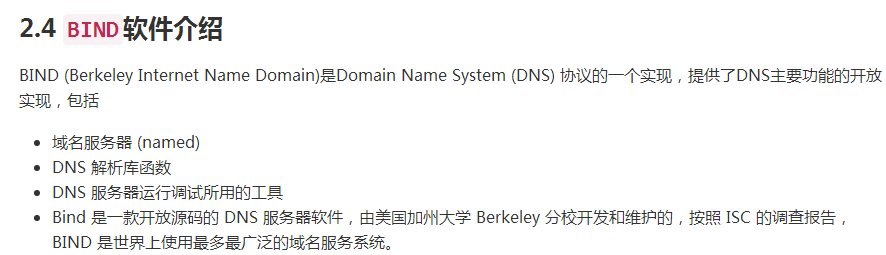 2.4 BIND软件介绍
BIND (Berkeley Internet Name Domain)是Domain Name System (DNS) 协议的一个实现，提供了DNS主要功能的开放
实现，包括
• 域名服务器 (named)
• DNS 解析库函数
• DNS 服务器运行调试所用的工具
• Bind 是一款开放源码的 DNS 服务器软件，由美国加州大学 Berkeley 分校开发和维护的，按照 ISC 的调查报告，
BIND 是世界上使用最多最广泛的域名服务系统。